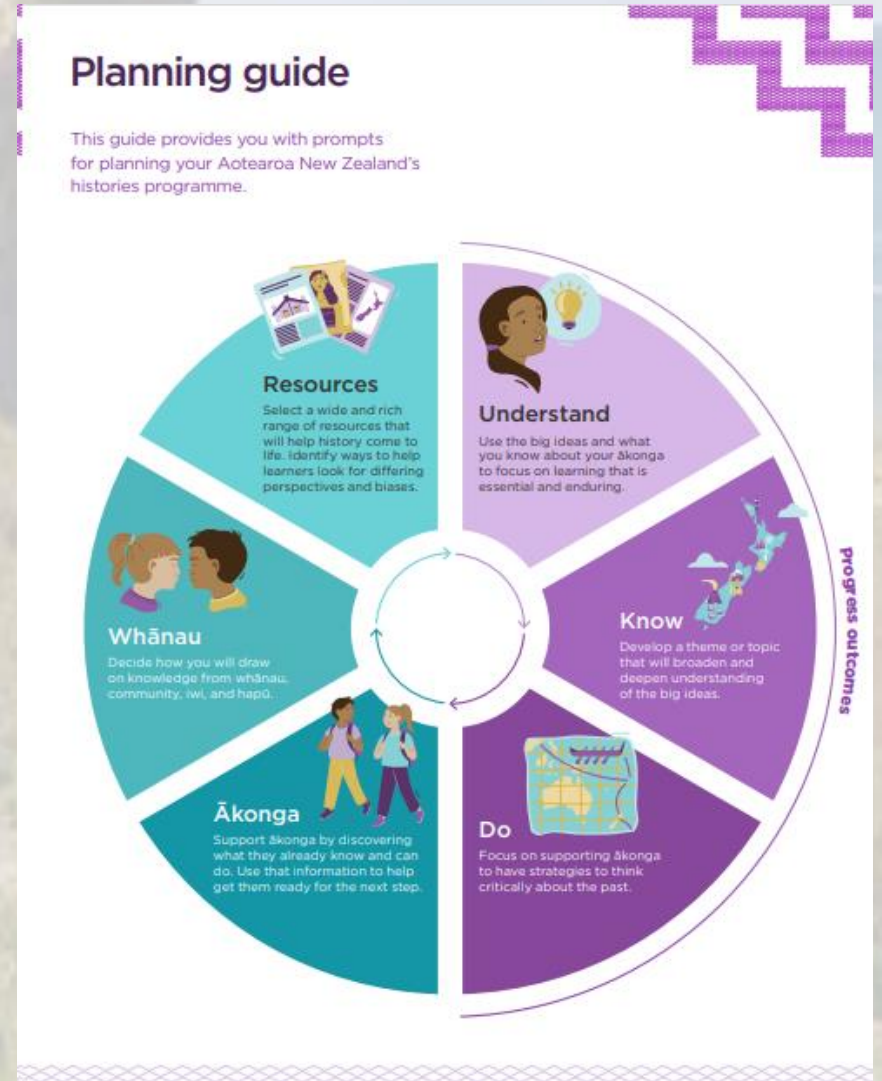 Planning guide
This guide provides you with prompts
for planning your Aotearoa New Zealand's
histories programme.
Resources
Select a wide and rich
range of resources that
will help history come to
life. Identify ways to help
learners look for differing
perspectives and biases.
Understand
Use the big ideas and what
you know about your ākonga
to focus on learning that is
essential and enduring.
Know
Develop a theme or topic
that will broaden and
deepen understanding
of the big ideas.
progress outcomes
Do
Focus on supporting ākonga
to have strategies to think
critically about the past.
Ākonga
Support ākonga by discovering
what they already know and can
do. Use that information to help
get them ready for the next step.
Whānau
Decide how you will draw
on knowledge from whānau,
community, iwi, and hapū.